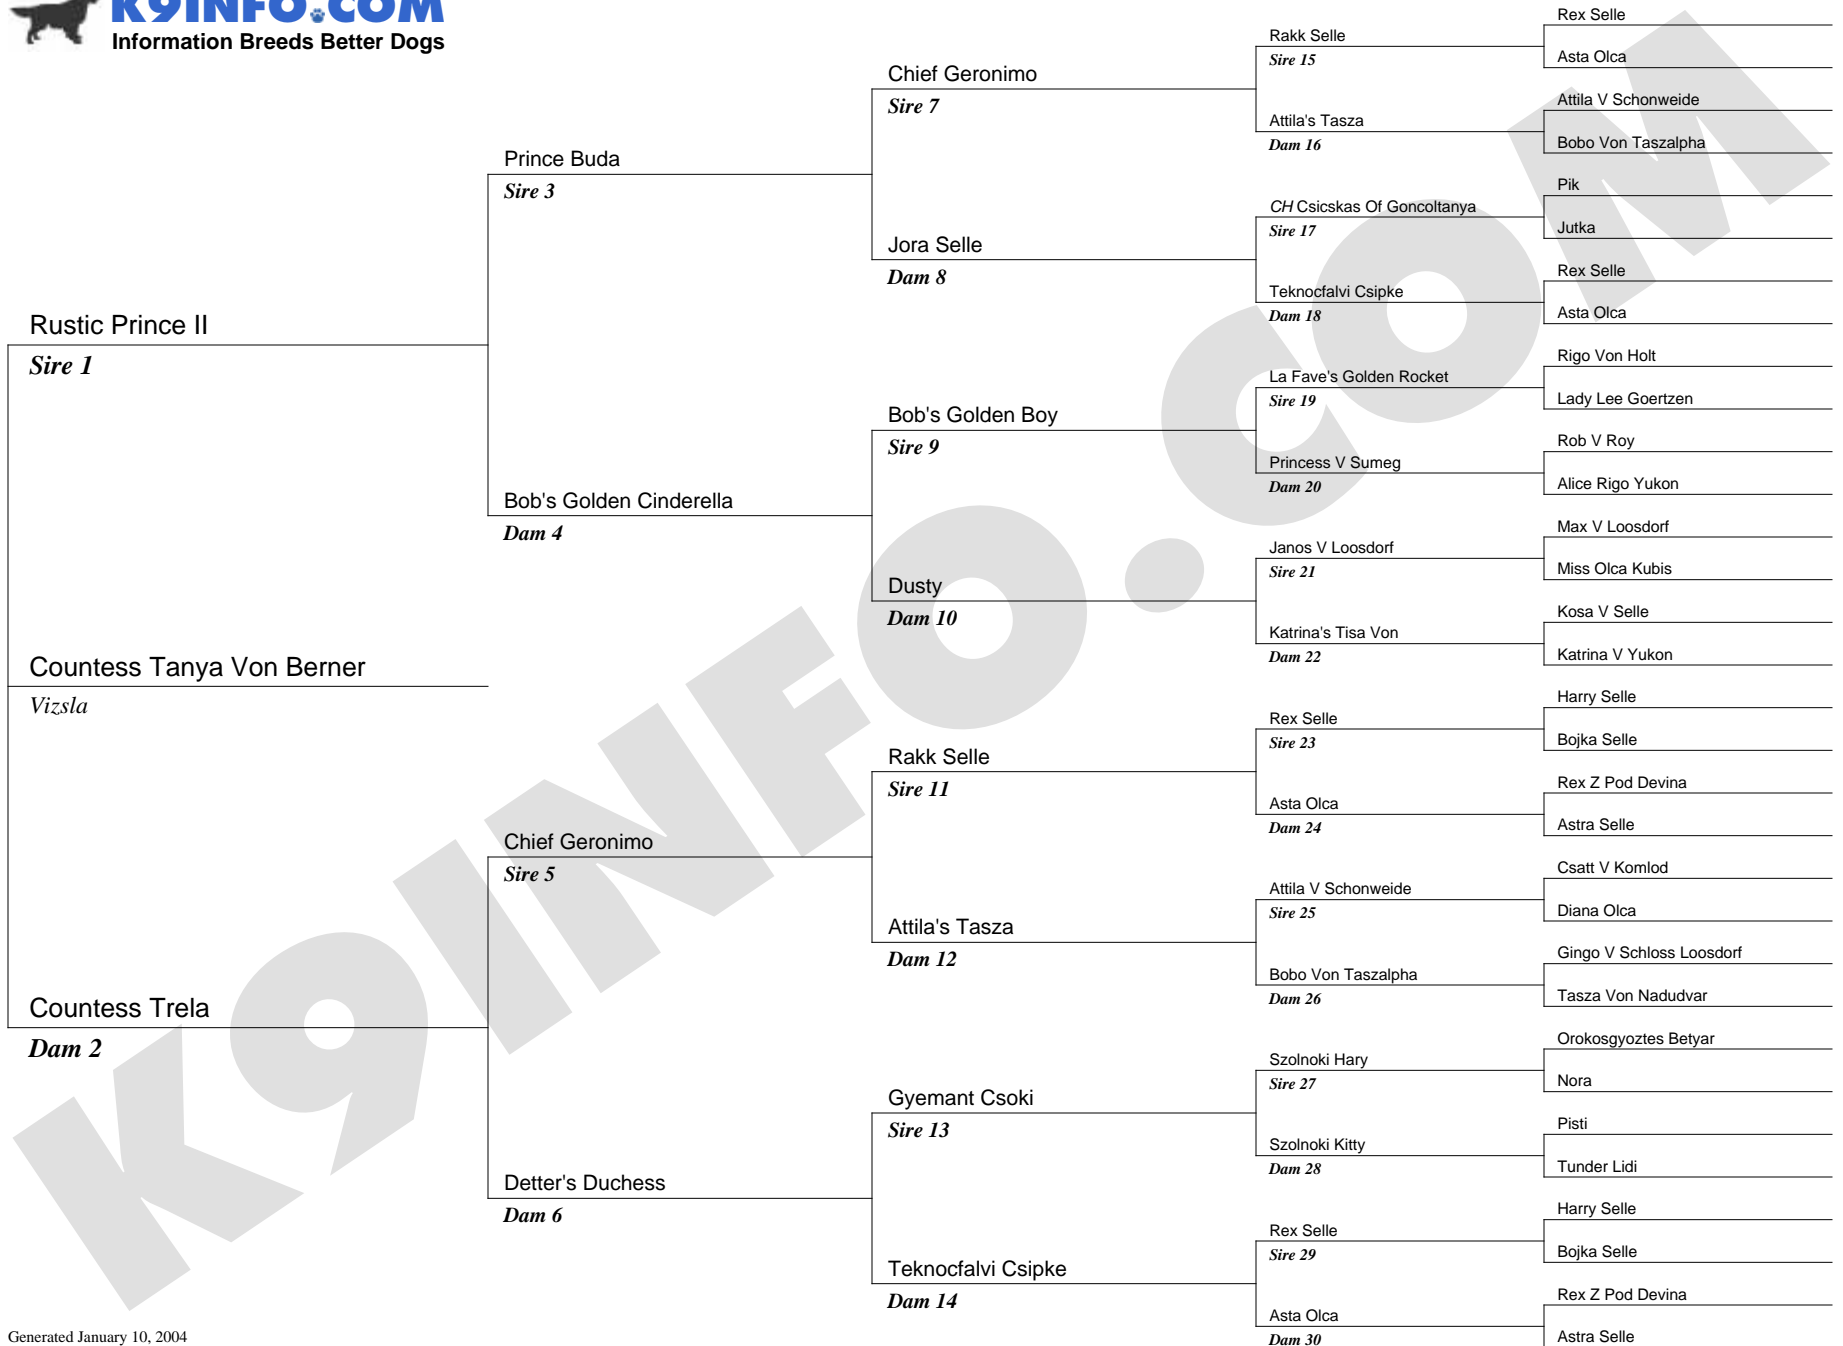 K9INFO.COM
Information Breeds Better Dogs
Rustic Prince II
Sire 1
Countess Tanya Von Berner
Vizsla
Countess Trela
Dam 2
Prince Buda
Sire 3
Bob's Golden Cinderella
Dam 4
Chief Geronimo
Sire 5
Detter's Duchess
Dam 6
Chief Geronimo
Sire 7
Jora Selle
Dam 8
Bob's Golden Boy
Sire 9
Dusty
Dam 10
Rakk Selle
Sire 11
Attila's Tasza
Dam 12
Gyemant Csoki
Sire 13
Teknocfalvi Csipke
Dam 14
Rakk Selle
Sire 15
Attila's Tasza
Dam 16
CH Csicskas Of Goncoltanya
Sire 17
Teknocfalvi Csipke
Dam 18
La Fave's Golden Rocket
Sire 19
Princess V Sumeg
Dam 20
Janos V Loosdorf
Sire 21
Katrina's Tisa Von
Dam 22
Rex Selle
Sire 23
Asta Olca
Dam 24
Attila V Schonweide
Sire 25
Bobo Von Taszalpha
Dam 26
Szolnoki Hary
Sire 27
Szolnoki Kitty
Dam 28
Rex Selle
Sire 29
Asta Olca
Dam 30
Rex Selle
Asta Olca
Attila V Schonweide
Bobo Von Taszalpha
Pik
Jutka
Rex Selle
Asta Olca
Rigo Von Holt
Lady Lee Goertzen
Rob V Roy
Alice Rigo Yukon
Max V Loosdorf
Miss Olca Kubis
Kosa V Selle
Katrina V Yukon
Harry Selle
Bojka Selle
Rex Z Pod Devina
Astra Selle
Csatt V Komlod
Diana Olca
Gingo V Schloss Loosdorf
Tasza Von Nadudvar
Orokosgyoztes Betyar
Nora
Pisti
Tunder Lidi
Harry Selle
Bojka Selle
Rex Z Pod Devina
Astra Selle
K9INFO.COM
Generated January 10, 2004